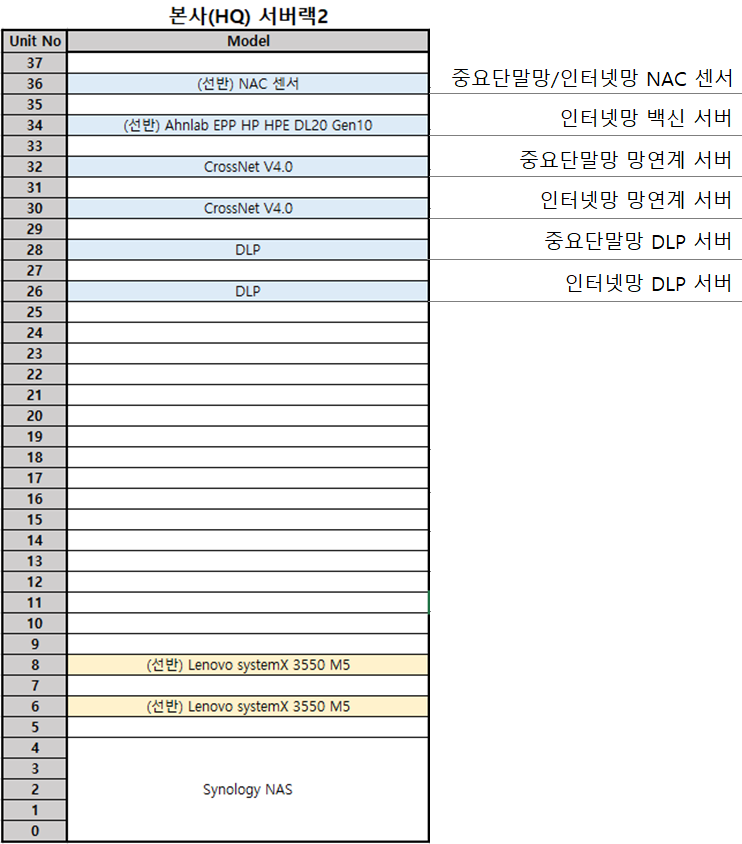 본사(HQ) 서버랙2
Unit No Model
37
36 (선반) NAC 센서 중요단말망/인터넷망 NAC 센서
35
34 (선반) Ahnlab EPP HP HPE DL20 Gen10 인터넷망 백신 서버
33
32 CrossNet V4.0 중요단말망 망연계 서버
31
30 CrossNet V4.0 인터넷망 망연계 서버
29
28 DLP 중요단말망 DLP 서버
27
26 DLP 인터넷망 DLP 서버
25
24
23
22
21
20
19
18
17
16
15
14
13
12
11
10
9
8 (선반) Lenovo systemX 3550 M5
7
6 (선반) Lenovo systemX 3550 M5
5
4
3
2 Synology NAS
1
0